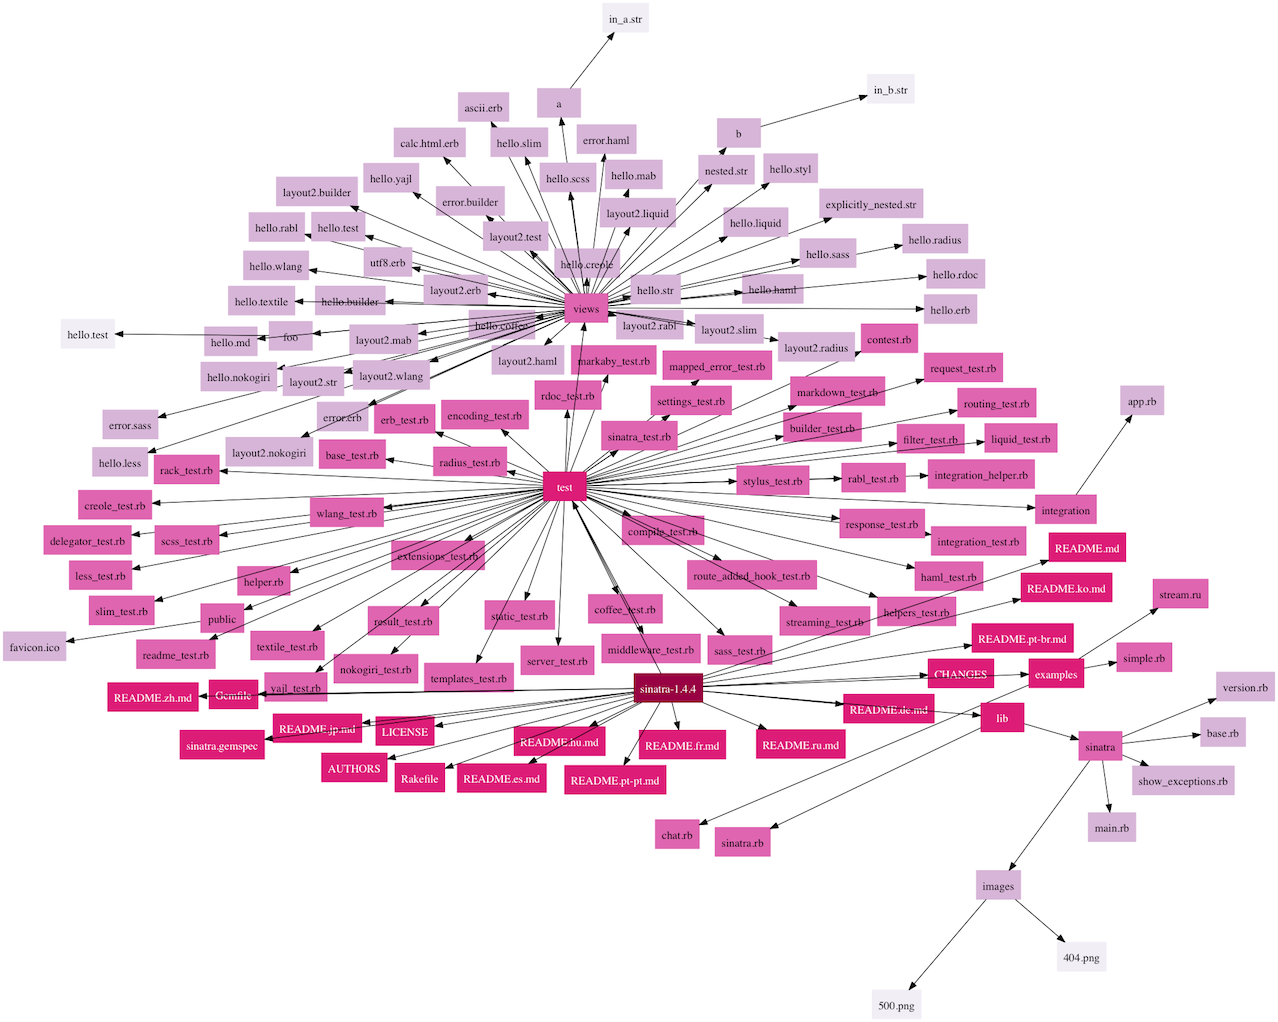 in_a.str
in_b.str
ascii.erb
a
calc.html.erb
hello.slim
error.haml
b
hello.yajl
hello.scss
hello.mab
nested.str
hello.styl
layout2.builder
error.builder
layout2.liquid
explicitly_nested.str
hello.rabl
hello.test
layout2.test
hello.liquid
hello.radius
hello.wlang
utf8.erb
hello.creole
hello.sass
hello.rdoc
hello.textile
hello.builder
layout2.erb
hello.str
hello.haml
views
hello.erb
hello.test
hello.md
foo
layout2.mab
hello.coffee
layout2.rabl
layout2.slim
contest.rb
hello.nokogiri
layout2.str
layout2.wlang
layout2.haml
markaby_test.rb
mapped_error_test.rb
layout2.radius
request_test.rb
error.sass
error.erb
erb_test.rb
encoding_test.rb
rdoc_test.rb
settings_test.rb
markdown_test.rb
routing_test.rb
app.rb
hello.less
layout2.nokogiri
base_test.rb
radius_test.rb
sinatra_test.rb
builder_test.rb
filter_test.rb
liquid_test.rb
rack_test.rb
test
stylus_test.rb
rabl_test.rb
integration_helper.rb
creole_test.rb
wlang_test.rb
compile_test.rb
response_test.rb
integration
delegator_test.rb
scss_test.rb
extensions_test.rb
integration_test.rb
README.md
less_test.rb
helper.rb
route_added_hook_test.rb
haml_test.rb
README.ko.md
slim_test.rb
public
result_test.rb
static_test.rb
coffee_test.rb
streaming_test.rb
helpers_test.rb
stream.ru
favicon.ico
readme_test.rb
textile_test.rb
nokogiri_test.rb
server_test.rb
middleware_test.rb
sass_test.rb
README.pt-br.md
simple.rb
README.zh.md
Gemfile
yajl_test.rb
templates_test.rb
sinatra-1.4.4
CHANGES
examples
version.rb
sinatra.gemspec
README.jp.md
LICENSE
README.hu.md
README.fr.md
README.ru.md
README.de.md
lib
sinatra
base.rb
AUTHORS
Rakefile
README.es.md
README.pt-pt.md
show_exceptions.rb
chat.rb
sinatra.rb
main.rb
images
404.png
500.png